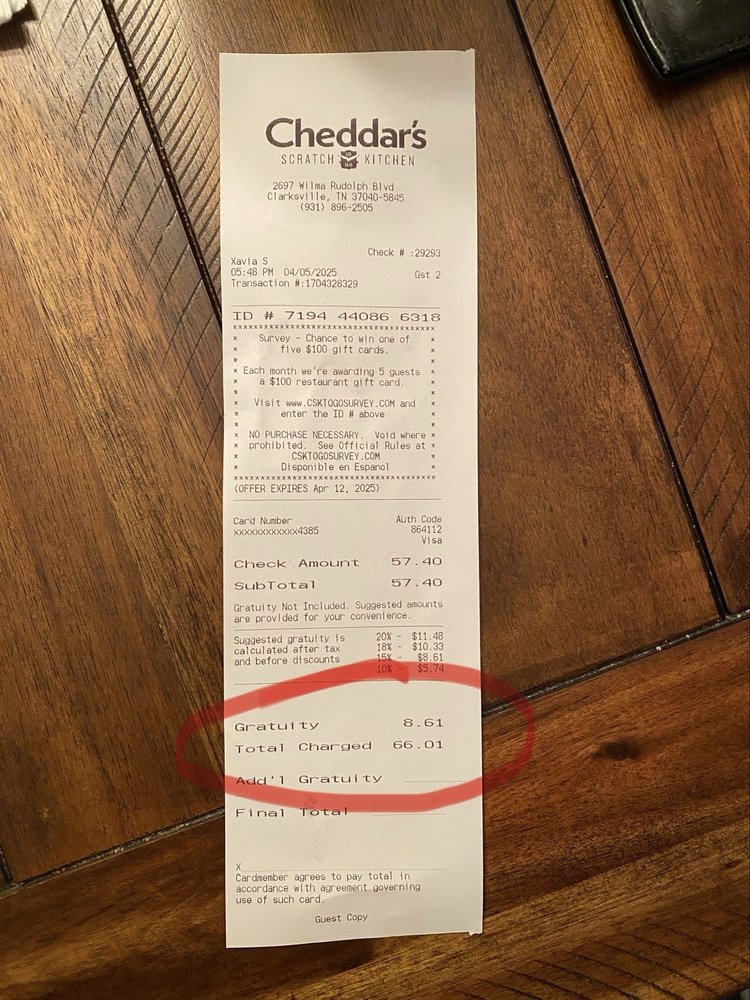 Cheddar's
SCRATCH KITCHEN
2697 Wilma Rudolph Blvd
Clarksville, TN 37040-5845
(931) 896-2505
Check # :29293
Xavia S
05:48 PM 04/05/2025 Gst 2
Transaction #:1704328329
ID # 7194 44086 6318
***********************************
* Survey - Chance to win one of *
* five $100 gift cards. *
* *
* Each month we're awarding 5 guests *
* a $100 restaurant gift card. *
* *
* Visit www.CSKTOGOSURVEY.COM and *
* enter the ID # above *
* *
* NO PURCHASE NECESSARY. Void where *
* prohibited. See Official Rules at *
* CSKTOGOSURVEY.COM *
* Disponible en Espanol *
***********************************
(OFFER EXPIRES Apr 12, 2025)
Card Number Auth Code
xxxxxxxxxxxx4385 864112
Visa
Check Amount 57.40
SubTotal 57.40
Gratuity Not Included. Suggested amounts
are provided for your convenience.
Suggested gratuity is 20% - $11.48
calculated after tax 18% - $10.33
and before discounts 15% - $8.61
10% - $5.74
Gratuity 8.61
Total Charged 66.01
Add'l Gratuity
Final Total
X
Cardmember agrees to pay total in
accordance with agreement governing
use of such card.
Guest Copy